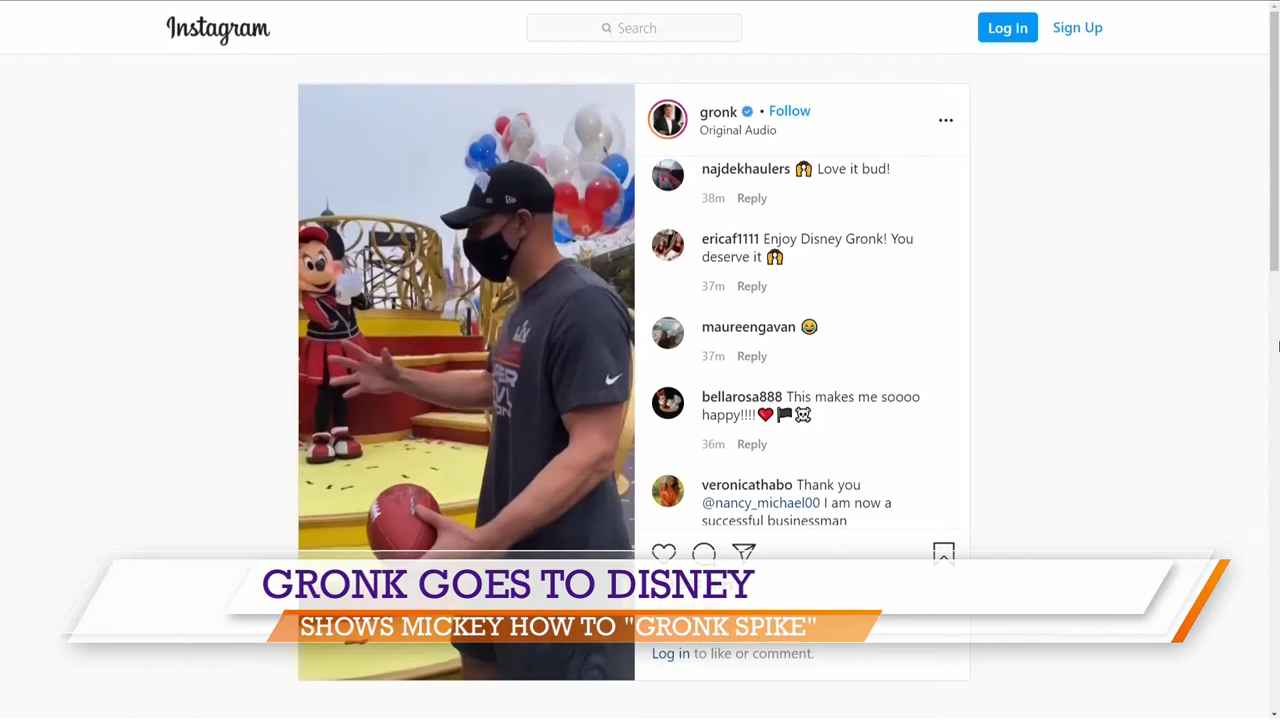 Instagram
Search
Log In
Sign Up
gronk • Follow
Original Audio
najdekhaulers 🙌 Love it bud!
38m Reply
ericaf1111 Enjoy Disney Gronk! You
deserve it 🙌
37m Reply
maureengavan 😂
37m Reply
bellarosa888 This makes me soooo
happy!!!!❤️🏴☠️
36m Reply
veronicathabo Thank you
@nancy_michael00 I am now a
successful businessman
GRONK GOES TO DISNEY
SHOWS MICKEY HOW TO "GRONK SPIKE"
Log in to like or comment.